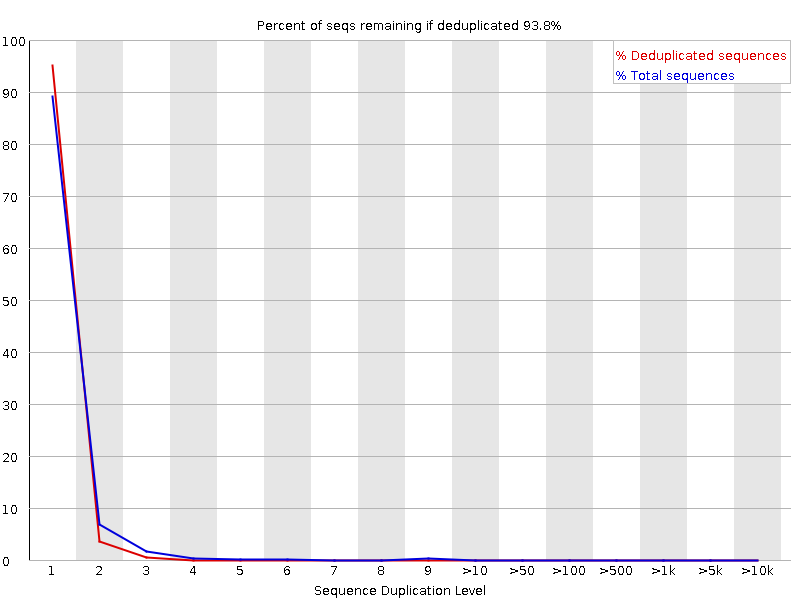 Percent of seqs remaining if deduplicated 93.8%
% Deduplicated sequences
% Total sequences
100
90
80
70
60
50
40
30
20
10
0
1 2 3 4 5 6 7 8 9 >10 >50 >100 >500 >1k >5k >10k
Sequence Duplication Level